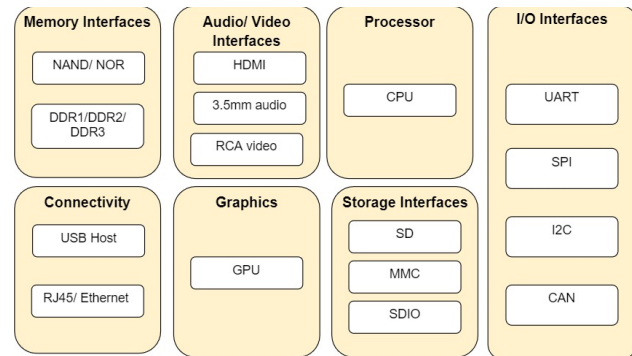 Memory Interfaces
NAND/ NOR
DDR1/DDR2/
DDR3
Audio/ Video
Interfaces
HDMI
3.5mm audio
RCA video
Processor
CPU
I/O Interfaces
UART
SPI
I2C
CAN
Connectivity
USB Host
RJ45/ Ethernet
Graphics
GPU
Storage Interfaces
SD
MMC
SDIO